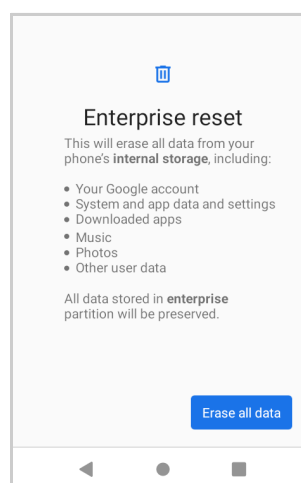 Enterprise reset
This will erase all data from your
phone's internal storage, including:
• Your Google account
• System and app data and settings
• Downloaded apps
• Music
• Photos
• Other user data
All data stored in enterprise
partition will be preserved.
Erase all data